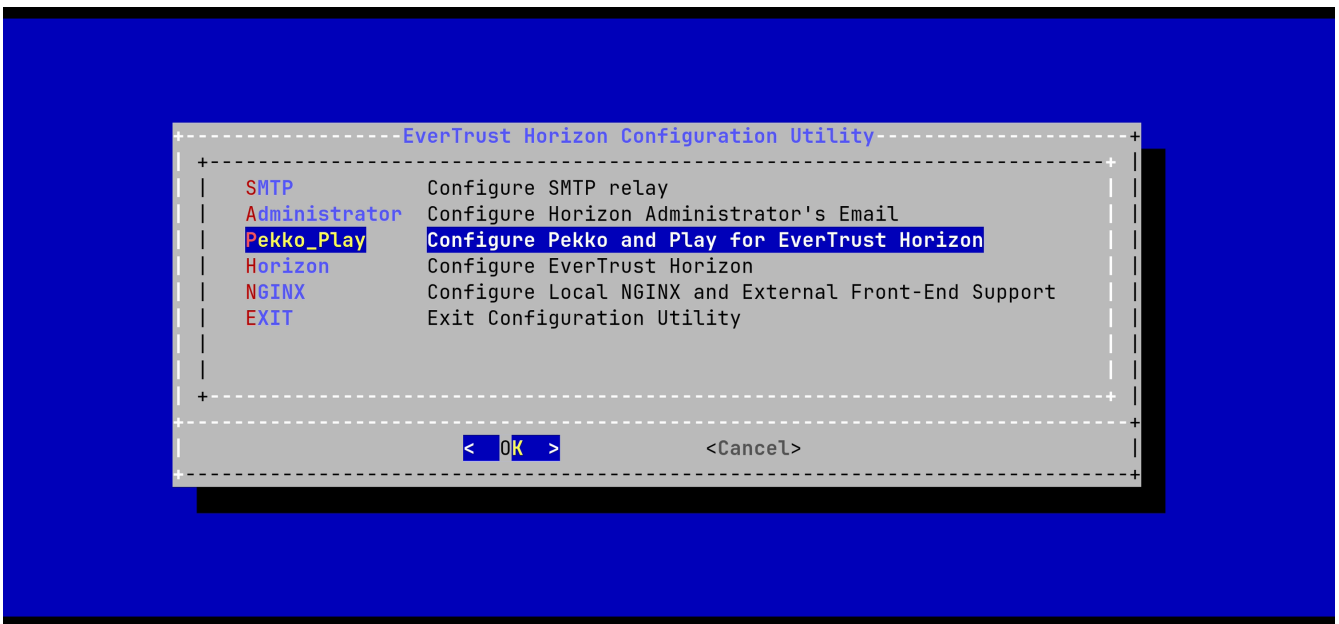 EverTrust Horizon Configuration Utility
SMTP Configure SMTP relay
Administrator Configure Horizon Administrator's Email
Pekko_Play Configure Pekko and Play for EverTrust Horizon
Horizon Configure EverTrust Horizon
NGINX Configure Local NGINX and External Front-End Support
EXIT Exit Configuration Utility
< OK > <Cancel>